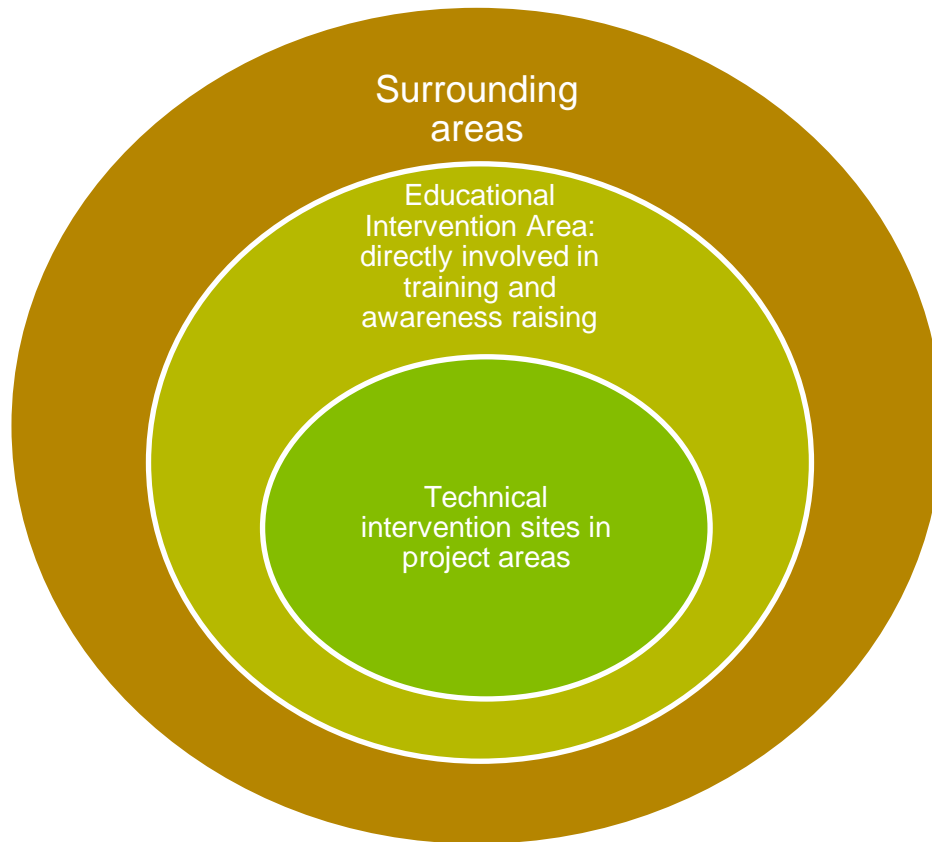 Surrounding
areas
Educational
Intervention Area:
directly involved in
training and
awareness raising
Technical
intervention sites in
project areas